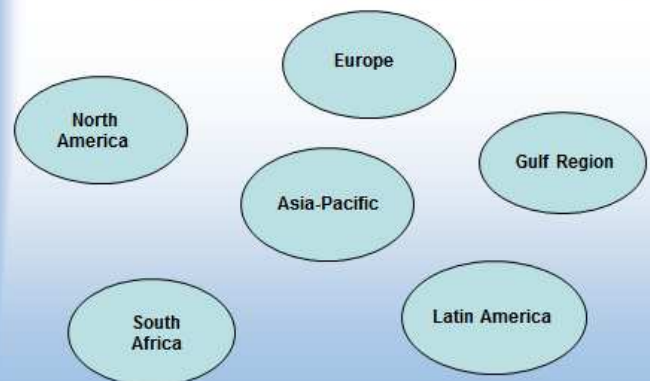 Europe
North
America
Gulf Region
Asia-Pacific
South
Africa
Latin America